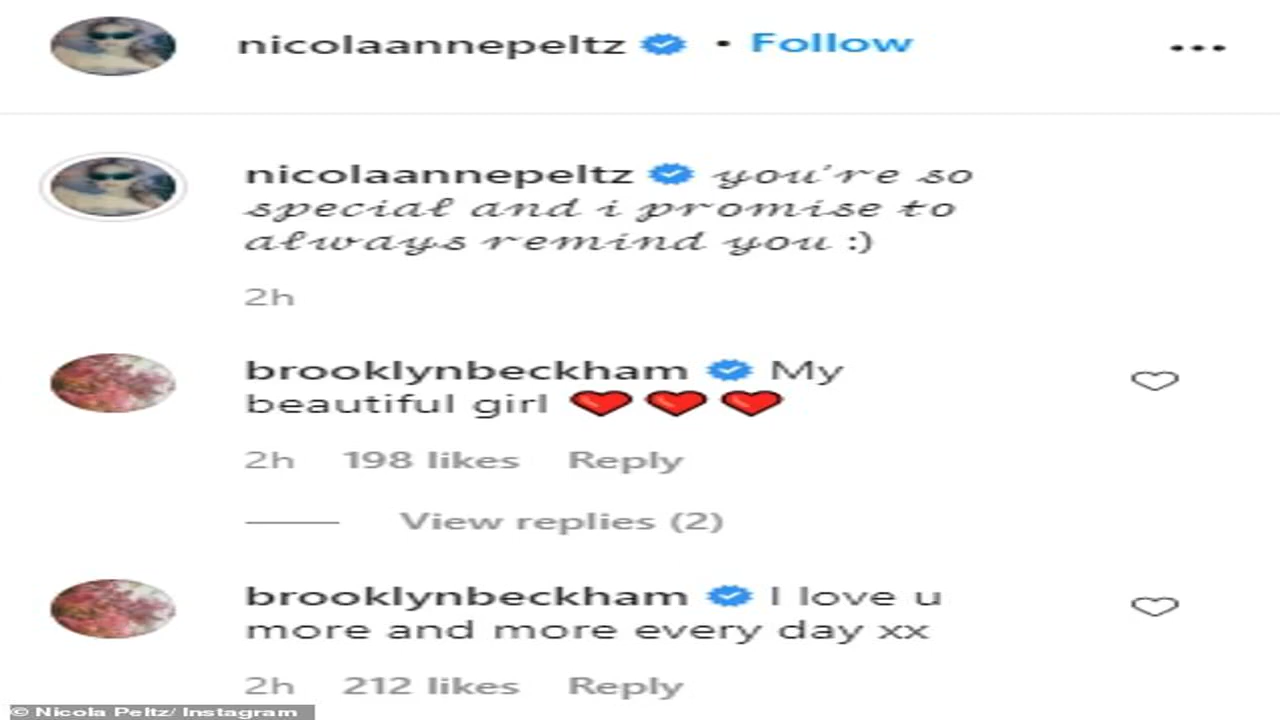 nicolaannepeltz • Follow
nicolaannepeltz you're so
special and i promise to
always remind you :)
2h
brooklynbeckham My
beautiful girl ❤️ ❤️ ❤️
2h 198 likes Reply
View replies (2)
brooklynbeckham I love u
more and more every day xx
2h 212 likes Reply
© Nicola Peltz/ Instagram